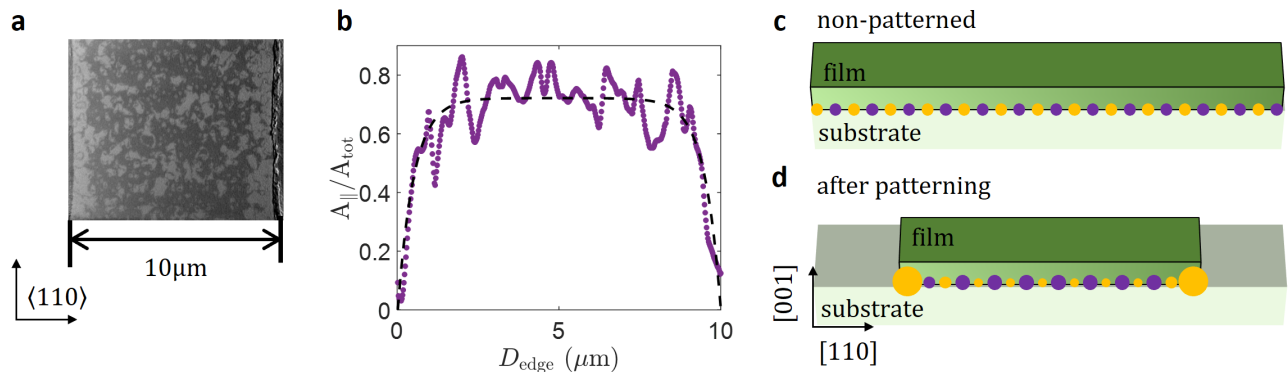 a
10μm
⟨110⟩
b
A∥/Atot
0.8
0.6
0.4
0.2
0
0
5
10
Dedge (μm)
c
non-patterned
film
substrate
d
after patterning
film
substrate
[001]
[110]